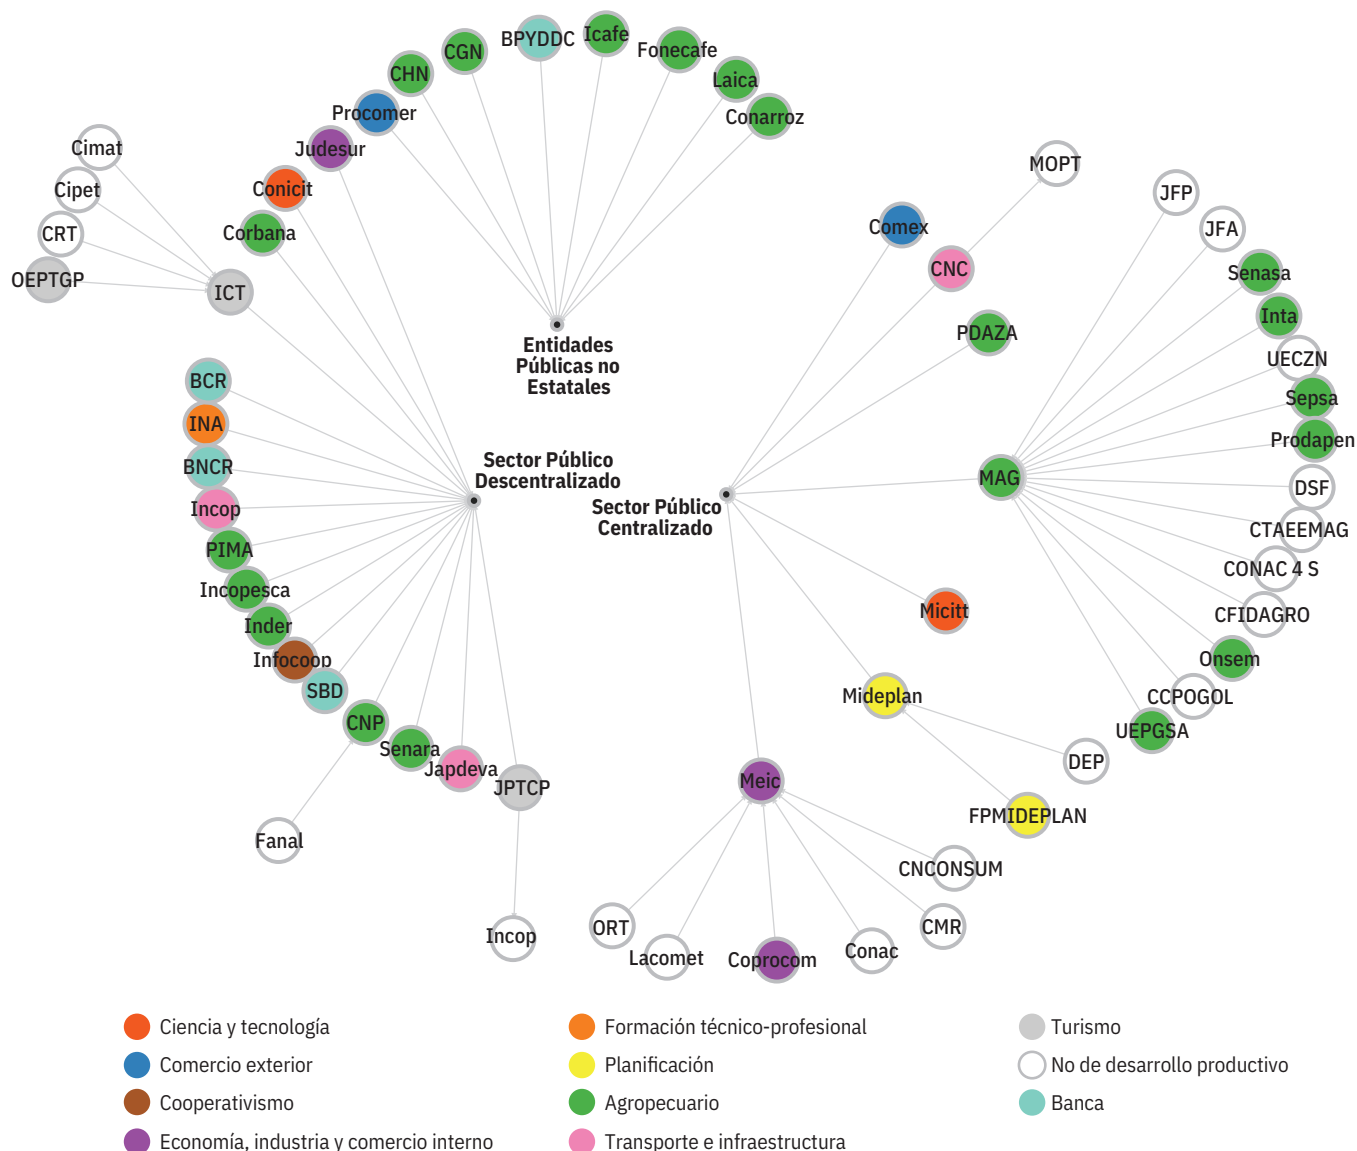 BPYDDC
Icafe
CGN
Fonecafe
CHN
Laica
Procomer
Conarroz
Judesur
Cimat
Conicit
Cipet
Corbana
CRT
OEPTGP
ICT
MOPT
JFP
Comex
JFA
CNC
Senasa
Inta
PDAZA
UECZN
Sepsa
Prodapen
MAG
DSF
CTAEEMAG
CONAC 4 S
CFIDAGRO
Onsem
CCPOGOL
UEPGSA
Entidades
Públicas no
Estatales
BCR
INA
BNCR
Incop
PIMA
Incopesca
Inder
Infocoop
SBD
CNP
Senara
Japdeva
JPTCP
Fanal
Incop
Sector Público
Descentralizado
Sector Público
Centralizado
Micitt
Mideplan
DEP
FPMIDEPLAN
Meic
CNCONSUM
ORT
CMR
Lacomet
Coprocom
Conac
Ciencia y tecnología
Comercio exterior
Cooperativismo
Economía, industria y comercio interno
Formación técnico-profesional
Planificación
Agropecuario
Transporte e infraestructura
Turismo
No de desarrollo productivo
Banca